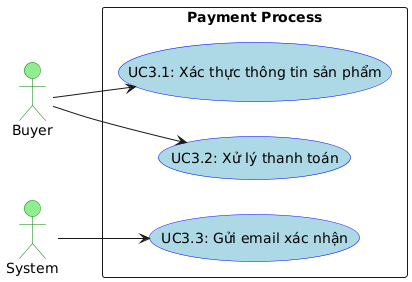 Payment Process
UC3.1: Xác thực thông tin sản phẩm
Buyer
UC3.2: Xử lý thanh toán
UC3.3: Gửi email xác nhận
System